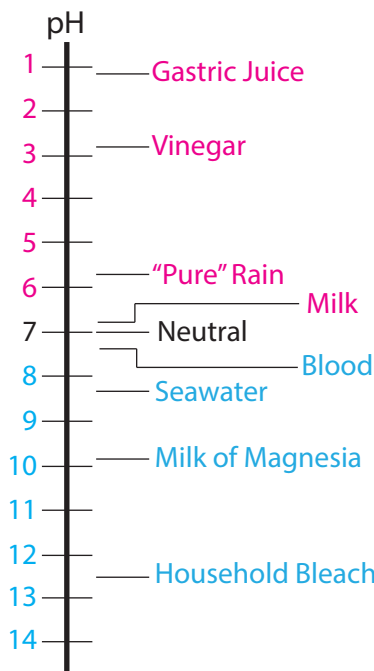 pH
1
Gastric Juice
2
Vinegar
3
4
5
"Pure" Rain
6
Milk
7
Neutral
Blood
8
Seawater
9
Milk of Magnesia
10
11
12
Household Bleach
13
14